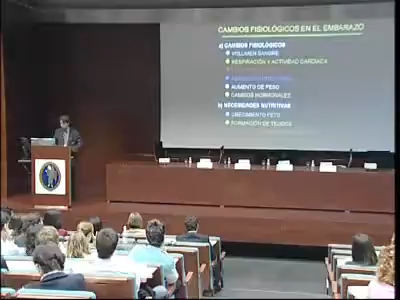 CAMBIOS FISIOLÓGICOS EN EL EMBARAZO
a) CAMBIOS FISIOLÓGICOS
VOLUMEN SANGRE
RESPIRACIÓN Y ACTIVIDAD CARDIACA
AUMENTO DE PESO
CAMBIOS HORMONALES
b) NECESIDADES NUTRITIVAS
CRECIMIENTO FETO
FORMACIÓN DE TEJIDOS